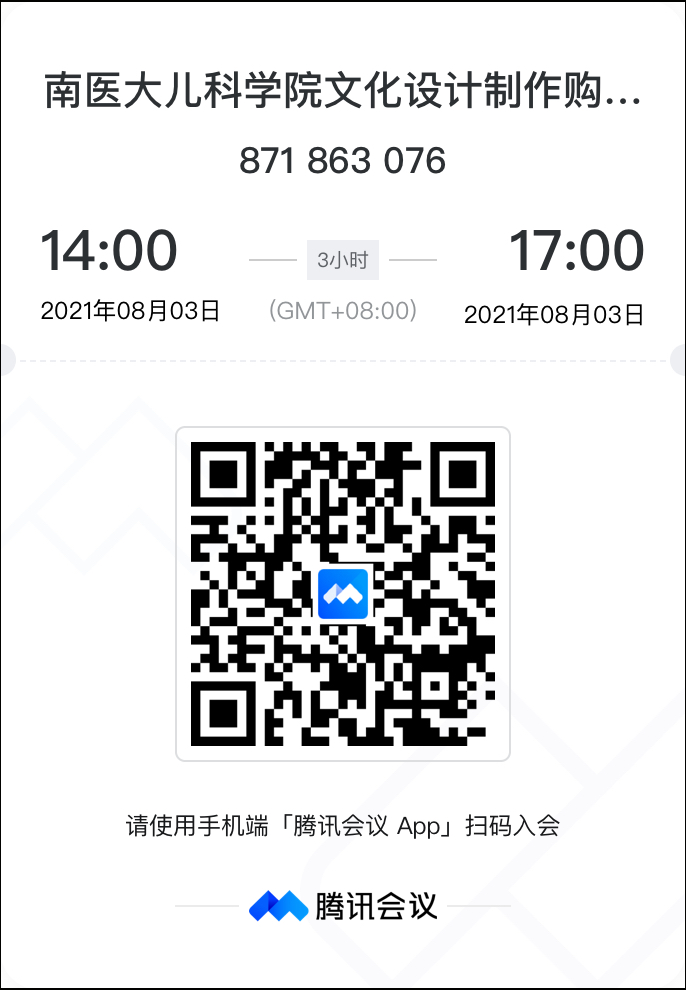 南医大儿科学院文化设计制作购...
871 863 076
14:00 3小时 17:00
2021年08月03日 (GMT+08:00) 2021年08月03日
请使用手机端「腾讯会议 App」扫码入会
腾讯会议